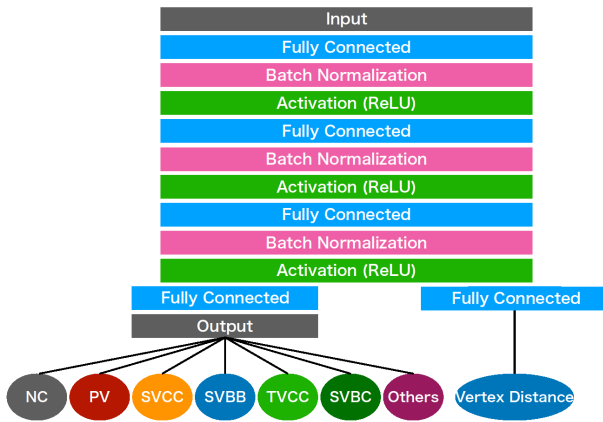 Input
Fully Connected
Batch Normalization
Activation (ReLU)
Fully Connected
Batch Normalization
Activation (ReLU)
Fully Connected
Batch Normalization
Activation (ReLU)
Fully Connected Fully Connected
Output
NC PV SVCC SVBB TVCC SVBC Others Vertex Distance